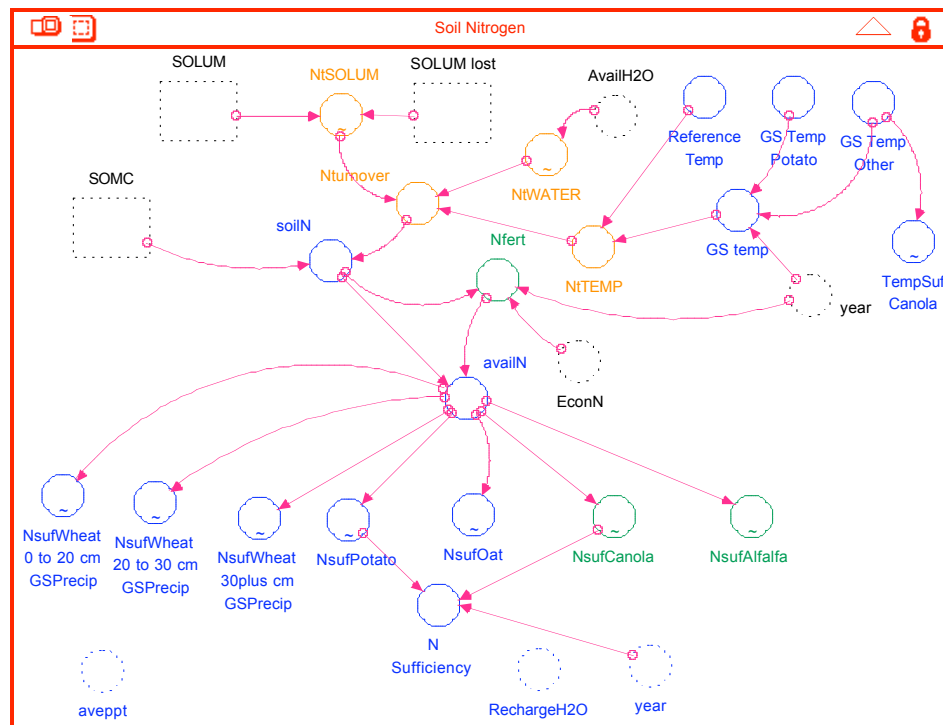 Soil Nitrogen
SOLUM
NtSOLUM
SOLUM lost
AvailH2O
Reference
Temp
GS Temp
Potato
GS Temp
Other
SOMC
Nturnover
NtWATER
soilN
Nfert
NtTEMP
GS temp
TempSuf
Canola
year
availN
EconN
NsufWheat
0 to 20 cm
GSPrecip
NsufWheat
20 to 30 cm
GSPrecip
NsufWheat
30plus cm
GSPrecip
NsufPotato
NsufOat
NsufCanola
NsufAlfalfa
N
Sufficiency
aveppt
RechargeH2O
year
~
~
~
~
~
~
~
~
~
~